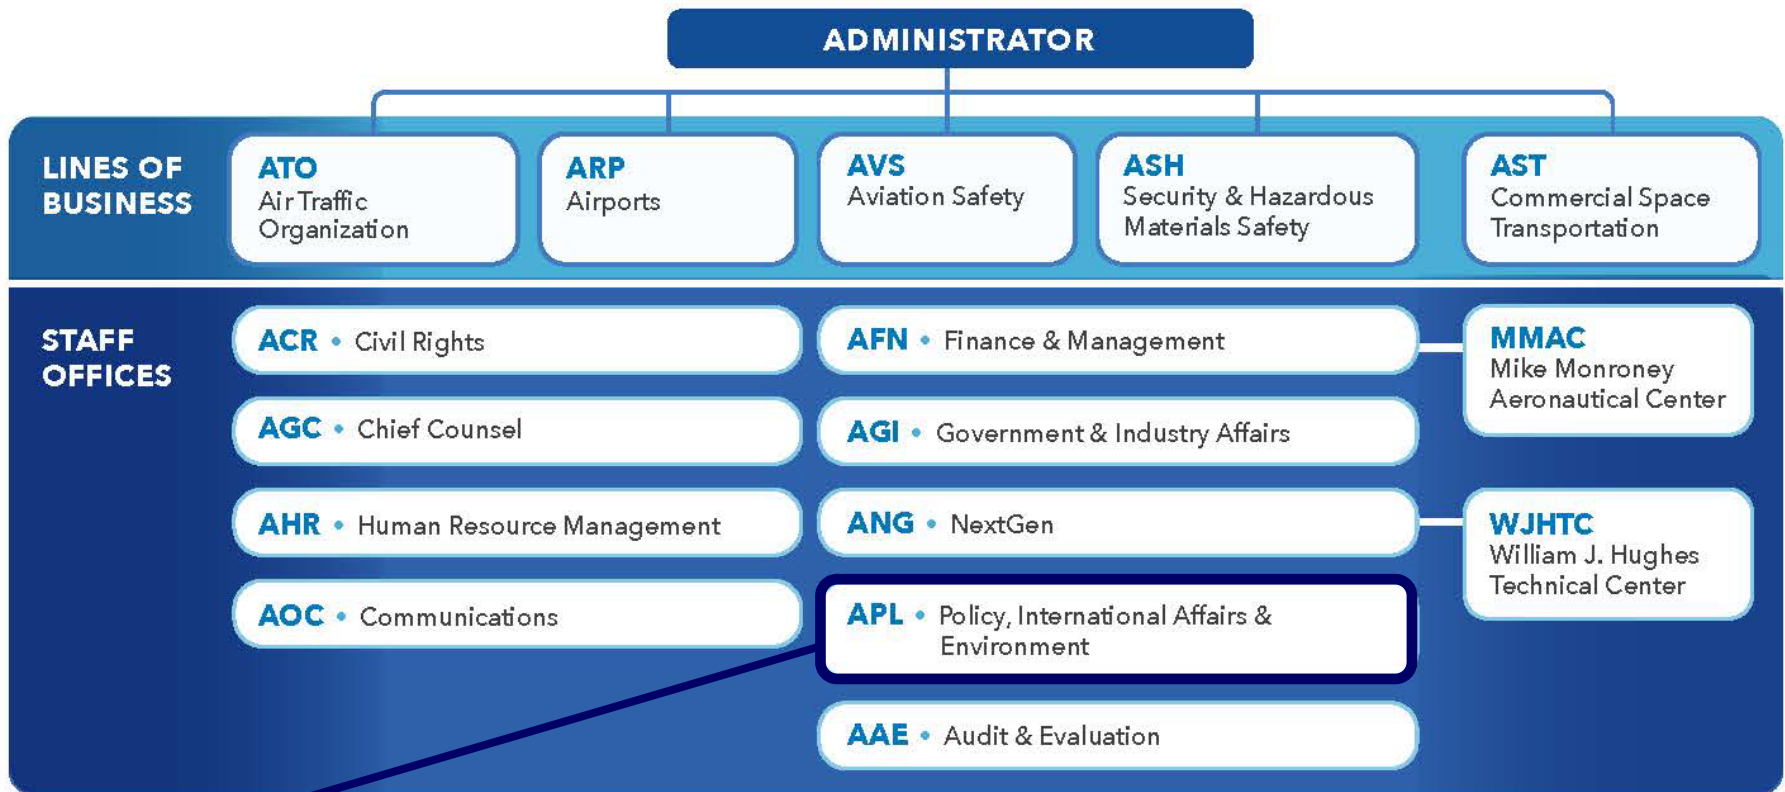 ADMINISTRATOR
LINES OF
BUSINESS
ATO
Air Traffic
Organization
ARP
Airports
AVS
Aviation Safety
ASH
Security & Hazardous
Materials Safety
AST
Commercial Space
Transportation
STAFF
OFFICES
ACR • Civil Rights
AGC • Chief Counsel
AHR • Human Resource Management
AOC • Communications
AFN • Finance & Management
AGI • Government & Industry Affairs
ANG • NextGen
APL • Policy, International Affairs &
Environment
AAE • Audit & Evaluation
MMAC
Mike Monroney
Aeronautical Center
WJHTC
William J. Hughes
Technical Center